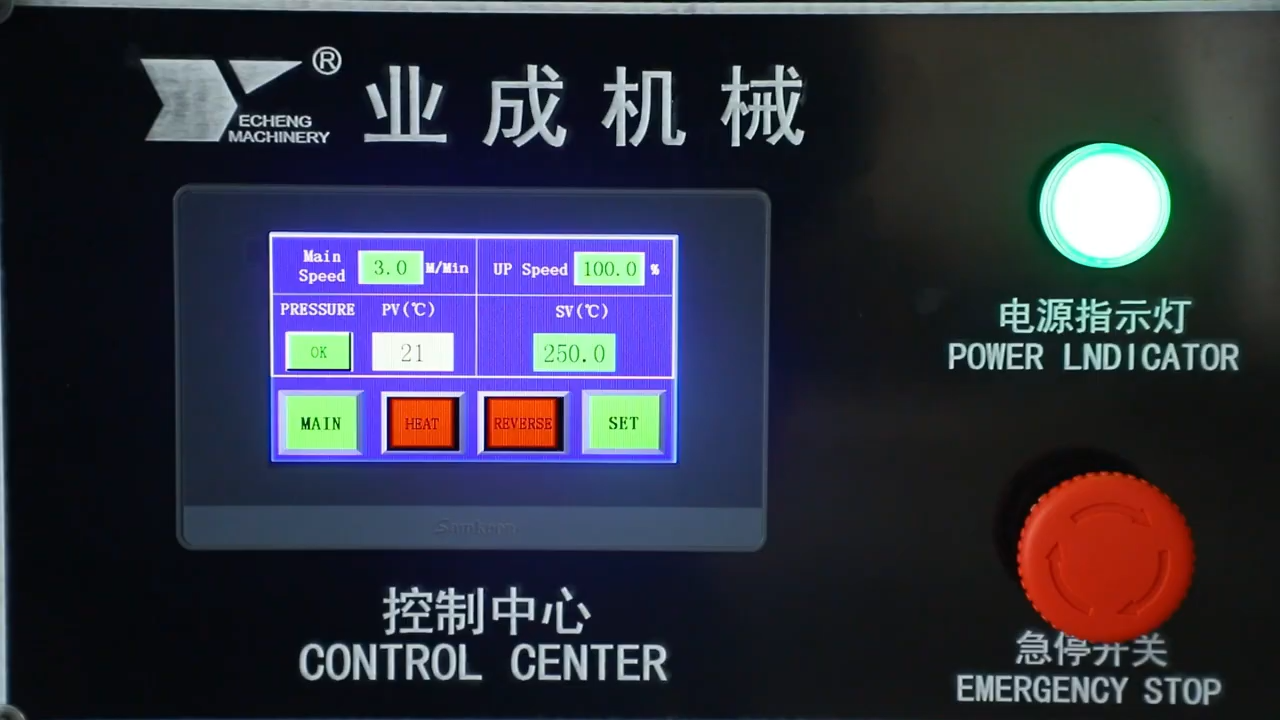 ®
ECHENG
MACHINERY
业成机械
Main
Speed
3.0
M/Min
UP Speed
100.0
%
PRESSURE
PV(℃)
SV(℃)
OK
21
250.0
MAIN
HEAT
REVERSE
SET
Samkoon
控制中心
CONTROL CENTER
电源指示灯
POWER LNDICATOR
急停开关
EMERGENCY STOP